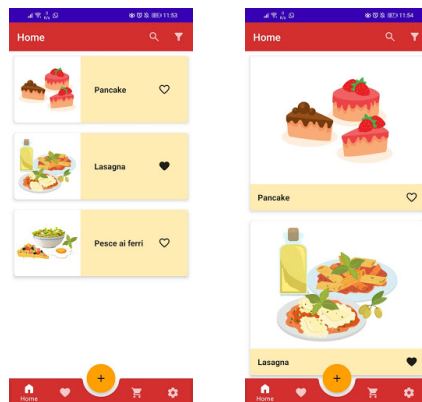 11:53
Home
Pancake
Lasagna
Pesce ai ferri
+
Home
11:54
Home
Pancake
Lasagna
+
Home